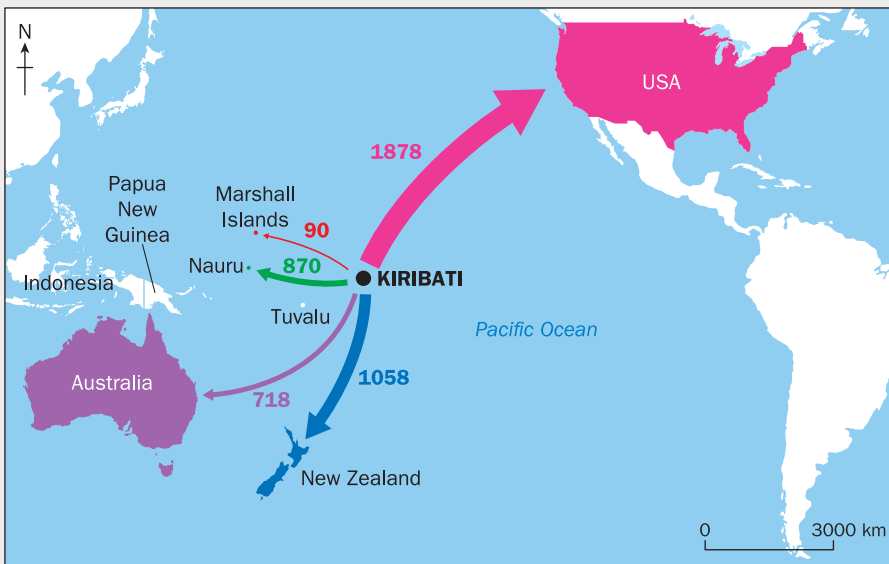 N
USA
1878
Papua
New
Guinea
Marshall
Islands
90
Nauru
870
KIRIBATI
Indonesia
Tuvalu
Pacific Ocean
Australia
718
1058
New Zealand
0 3000 km